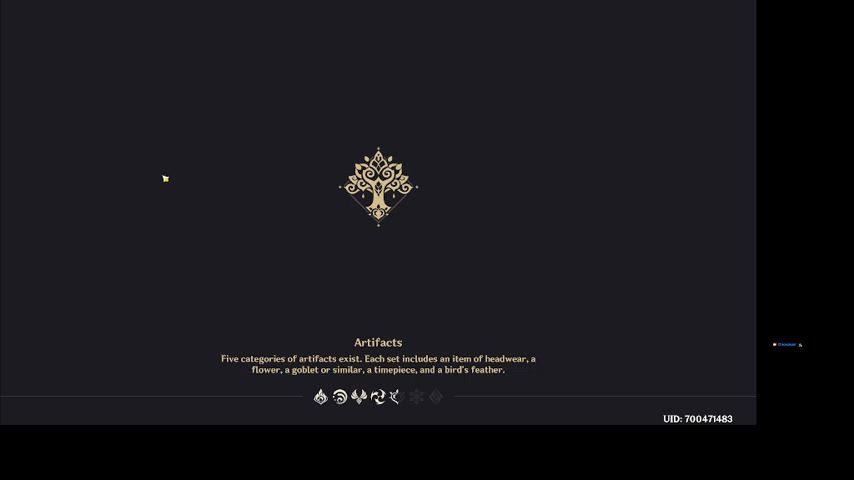 Artifacts
Five categories of artifacts exist. Each set includes an item of headwear, a
flower, a goblet or similar, a timepiece, and a bird's feather.
UID: 700471483